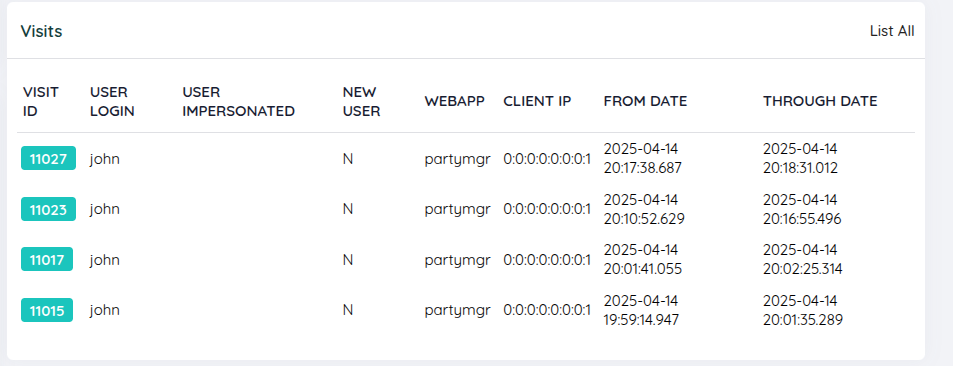 Visits
List All
VISIT ID USER LOGIN USER IMPERSONATED NEW USER WEBAPP CLIENT IP FROM DATE THROUGH DATE
11027 john N partymgr 0:0:0:0:0:0:0:1 2025-04-14 20:17:38.687 2025-04-14 20:18:31.012
11023 john N partymgr 0:0:0:0:0:0:0:1 2025-04-14 20:10:52.629 2025-04-14 20:16:55.496
11017 john N partymgr 0:0:0:0:0:0:0:1 2025-04-14 20:01:41.055 2025-04-14 20:02:25.314
11015 john N partymgr 0:0:0:0:0:0:0:1 2025-04-14 19:59:14.947 2025-04-14 20:01:35.289